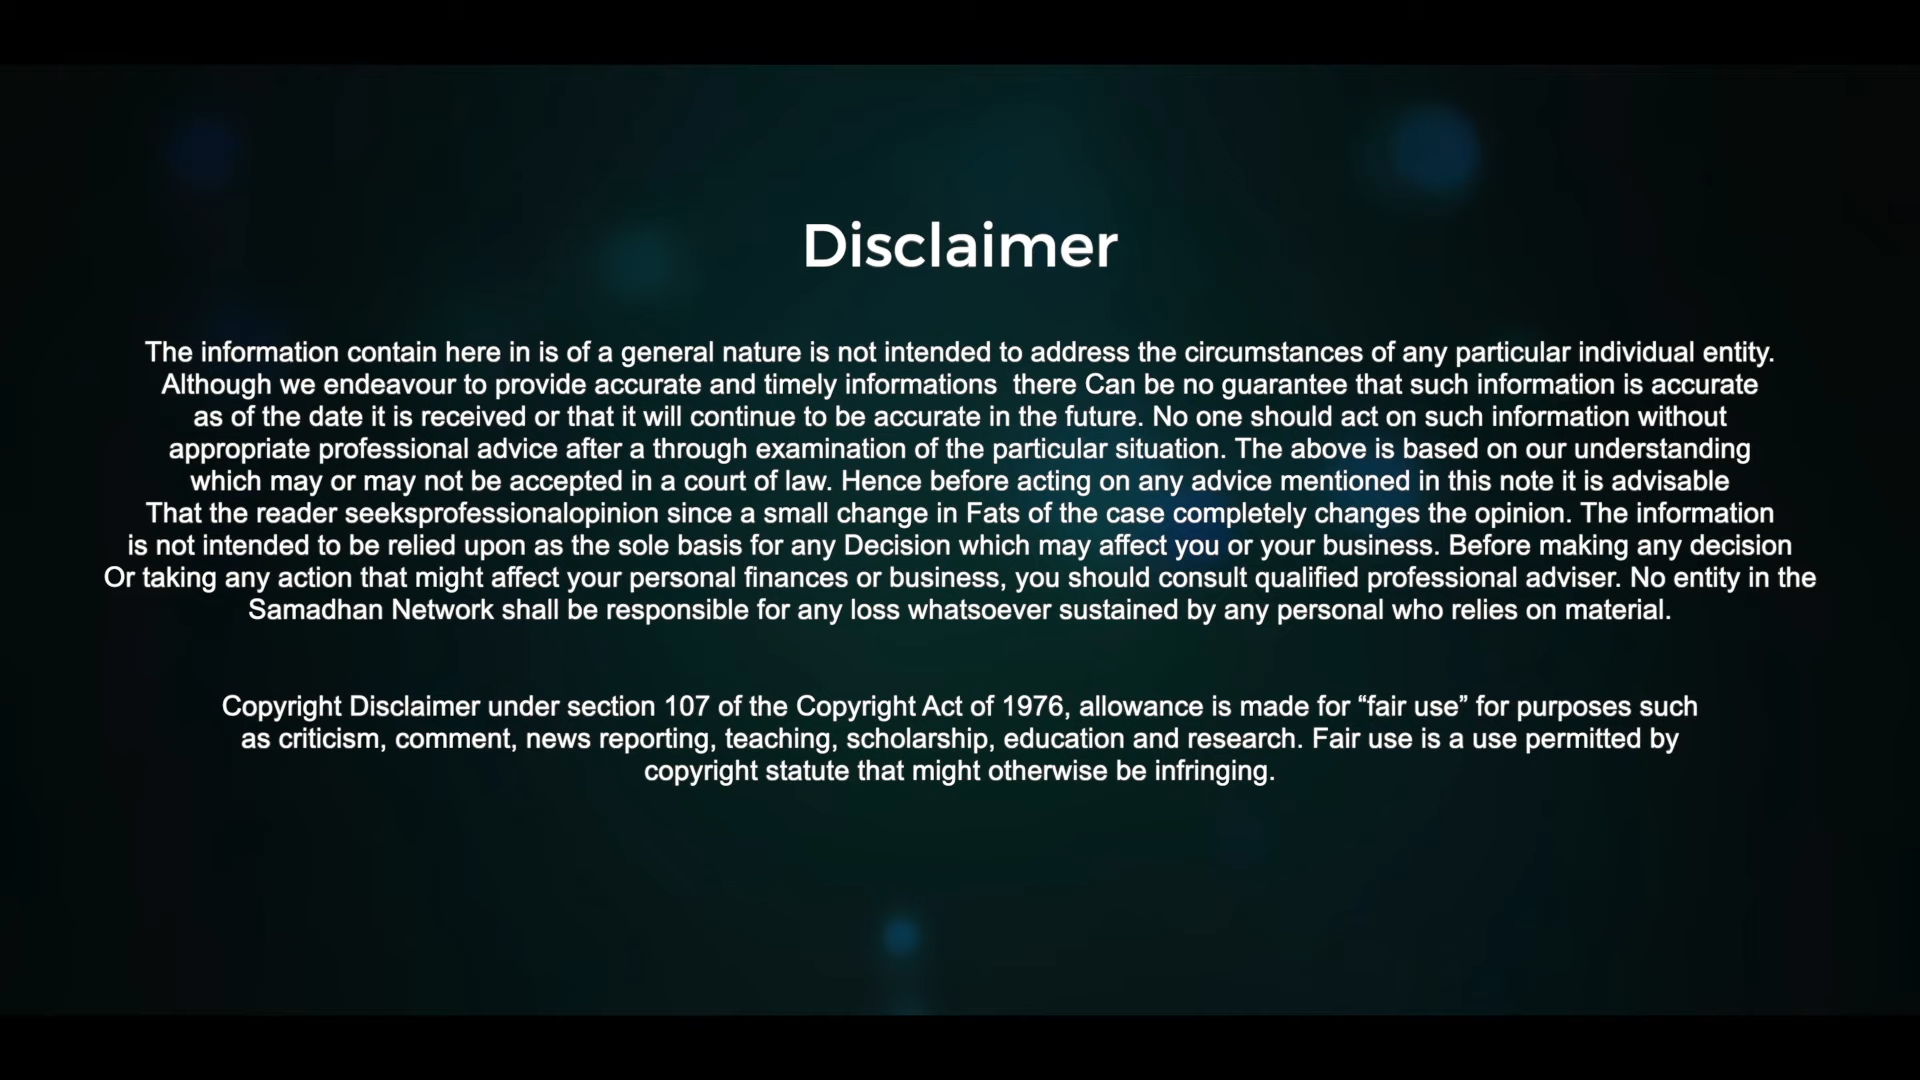 Disclaimer
The information contain here in is of a general nature is not intended to address the circumstances of any particular individual entity.
Although we endeavour to provide accurate and timely informations  there Can be no guarantee that such information is accurate
as of the date it is received or that it will continue to be accurate in the future. No one should act on such information without
appropriate professional advice after a through examination of the particular situation. The above is based on our understanding
which may or may not be accepted in a court of law. Hence before acting on any advice mentioned in this note it is advisable
That the reader seeksprofessionalopinion since a small change in Fats of the case completely changes the opinion. The information
is not intended to be relied upon as the sole basis for any Decision which may affect you or your business. Before making any decision
Or taking any action that might affect your personal finances or business, you should consult qualified professional adviser. No entity in the
Samadhan Network shall be responsible for any loss whatsoever sustained by any personal who relies on material.
Copyright Disclaimer under section 107 of the Copyright Act of 1976, allowance is made for “fair use” for purposes such
as criticism, comment, news reporting, teaching, scholarship, education and research. Fair use is a use permitted by
copyright statute that might otherwise be infringing.